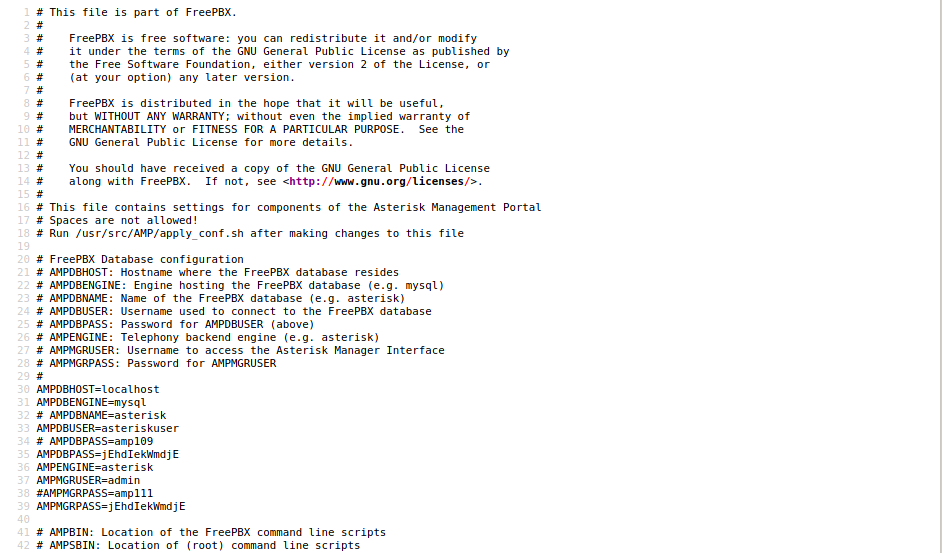 1 # This file is part of FreePBX.
2 #
3 #    FreePBX is free software: you can redistribute it and/or modify
4 #    it under the terms of the GNU General Public License as published by
5 #    the Free Software Foundation, either version 2 of the License, or
6 #    (at your option) any later version.
7 #
8 #    FreePBX is distributed in the hope that it will be useful,
9 #    but WITHOUT ANY WARRANTY; without even the implied warranty of
10 #    MERCHANTABILITY or FITNESS FOR A PARTICULAR PURPOSE.  See the
11 #    GNU General Public License for more details.
12 #
13 #    You should have received a copy of the GNU General Public License
14 #    along with FreePBX.  If not, see <http://www.gnu.org/licenses/>.
15 #
16 # This file contains settings for components of the Asterisk Management Portal
17 # Spaces are not allowed!
18 # Run /usr/src/AMP/apply_conf.sh after making changes to this file
19
20 # FreePBX Database configuration
21 # AMPDBHOST: Hostname where the FreePBX database resides
22 # AMPDBENGINE: Engine hosting the FreePBX database (e.g. mysql)
23 # AMPDBNAME: Name of the FreePBX database (e.g. asterisk)
24 # AMPDBUSER: Username used to connect to the FreePBX database
25 # AMPDBPASS: Password for AMPDBUSER (above)
26 # AMPENGINE: Telephony backend engine (e.g. asterisk)
27 # AMPMGRUSER: Username to access the Asterisk Manager Interface
28 # AMPMGRPASS: Password for AMPMGRUSER
29 #
30 AMPDBHOST=localhost
31 AMPDBENGINE=mysql
32 # AMPDBNAME=asterisk
33 AMPDBUSER=asteriskuser
34 # AMPDBPASS=amp109
35 AMPDBPASS=jEhdIekWmdjE
36 AMPENGINE=asterisk
37 AMPMGRUSER=admin
38 #AMPMGRPASS=amp111
39 AMPMGRPASS=jEhdIekWmdjE
40
41 # AMPBIN: Location of the FreePBX command line scripts
42 # AMPSBIN: Location of (root) command line scripts